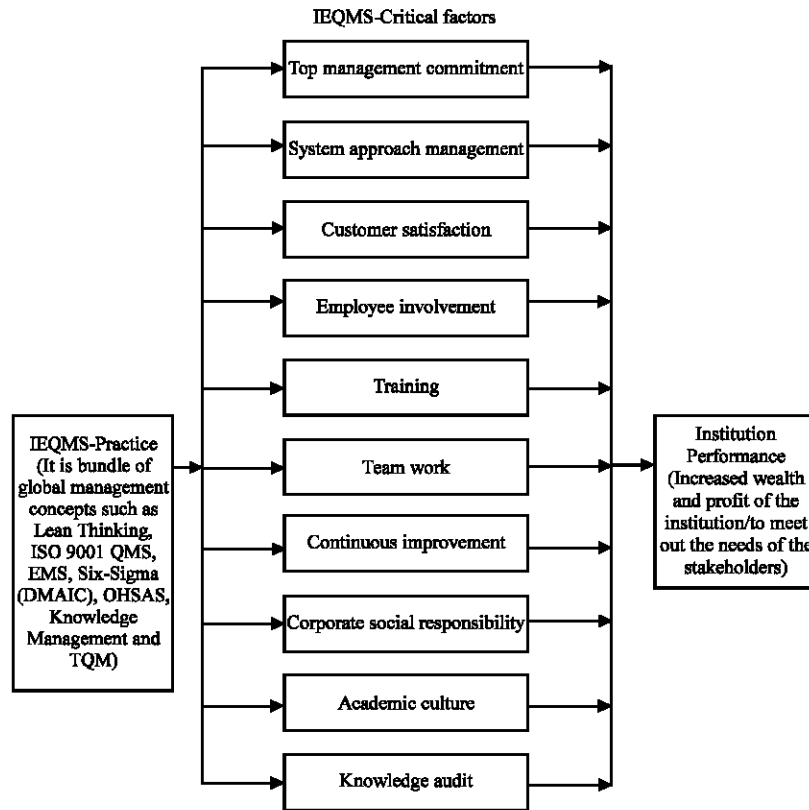 IEQMS-Critical factors
Top management commitment
System approach management
Customer satisfaction
Employee involvement
Training
Team work
Continuous improvement
Corporate social responsibility
Academic culture
Knowledge audit
IEQMS-Practice
(It is bundle of
global management
concepts such as
Lean Thinking,
ISO 9001 QMS,
EMS, Six-Sigma
(DMAIC), OHSAS,
Knowledge
Management and
TQM)
Institution
Performance
(Increased wealth
and profit of the
institution/to meet
out the needs of the
stakeholders)